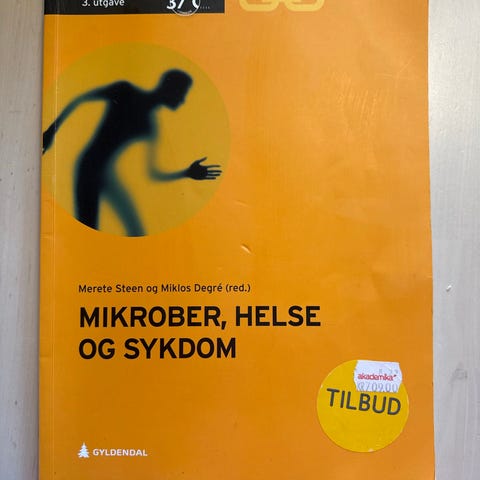 3. utgave
Merete Steen og Miklos Degré (red.)
MIKROBER, HELSE
OG SYKDOM
akademika
TILBUD
GYLDENDAL